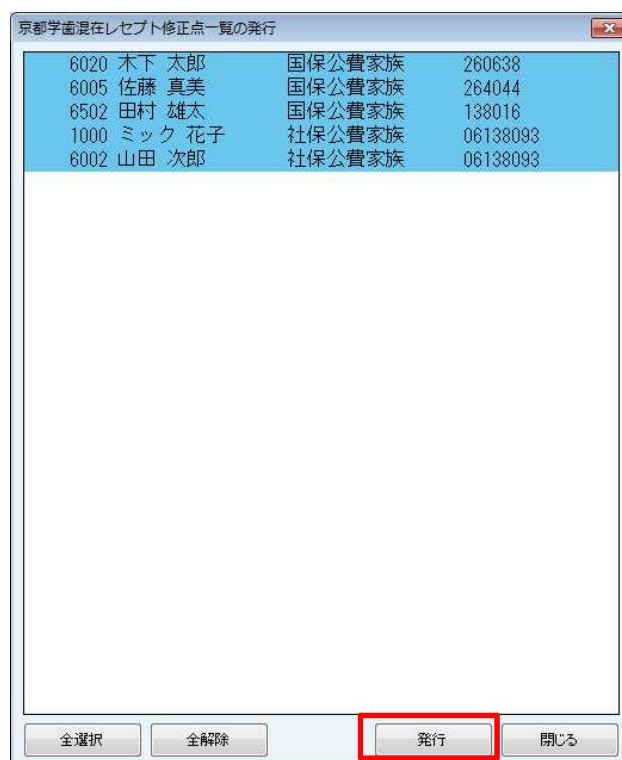 京都学歯混在レセプト修正点一覧の発行
6020 木下 太郎 国保公費家族 260638
6005 佐藤 真美 国保公費家族 264044
6502 田村 雄太 国保公費家族 138016
1000 ミック 花子 社保公費家族 06138093
6002 山田 次郎 社保公費家族 06138093
全選択 全解除 発行 閉じる